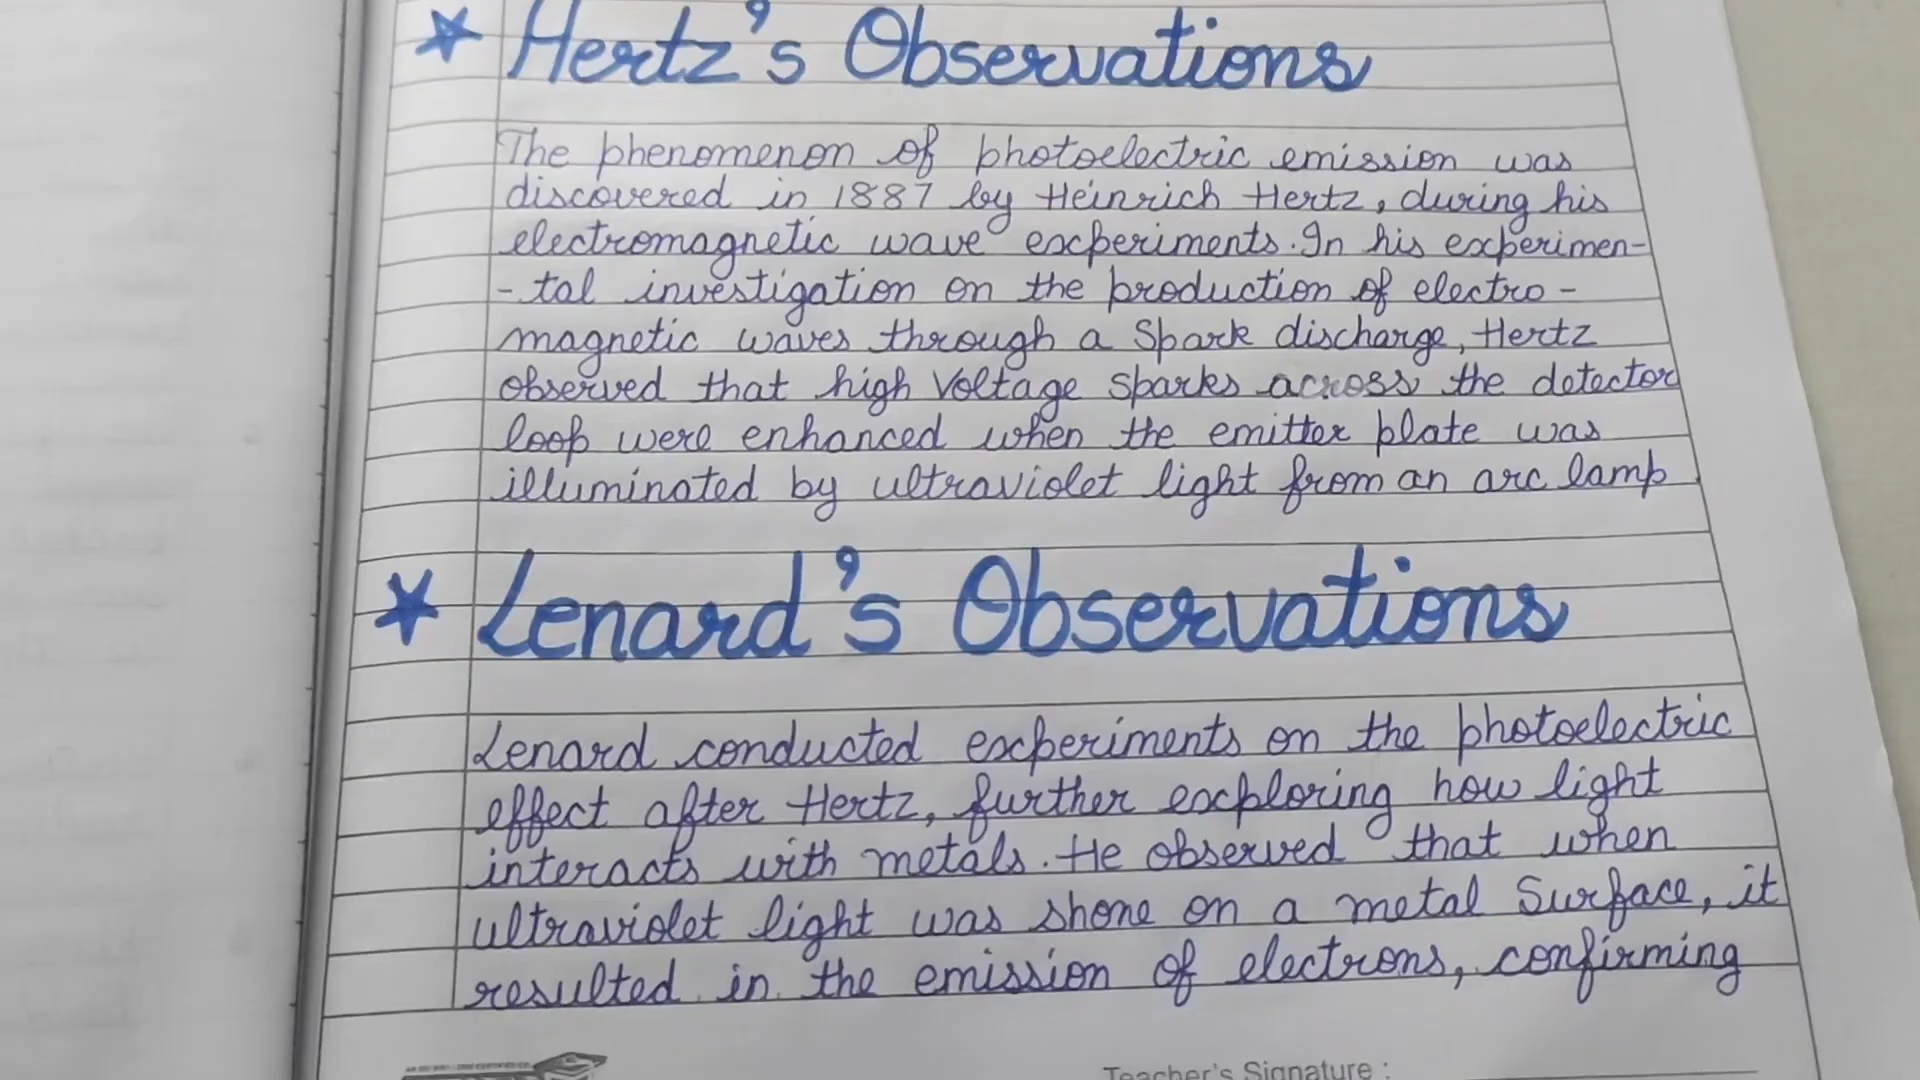 * Hertz's Observations
The phenomenon of photoelectric emission was
discovered in 1887 by Heinrich Hertz, during his
electromagnetic wave experiments. In his experimen-
- tal investigation on the production of electro -
magnetic waves through a Spark discharge, Hertz
observed that high Voltage sparks across the detector
loop were enhanced when the emitter plate was
illuminated by ultraviolet light from an arc lamp
* Lenard's Observations
Lenard conducted experiments on the photoelectric
effect after Hertz, further exploring how light
interacts with metals. He observed that when
ultraviolet light was shone on a metal Surface, it
resulted in the emission of electrons, confirming
Teacher's Signature :